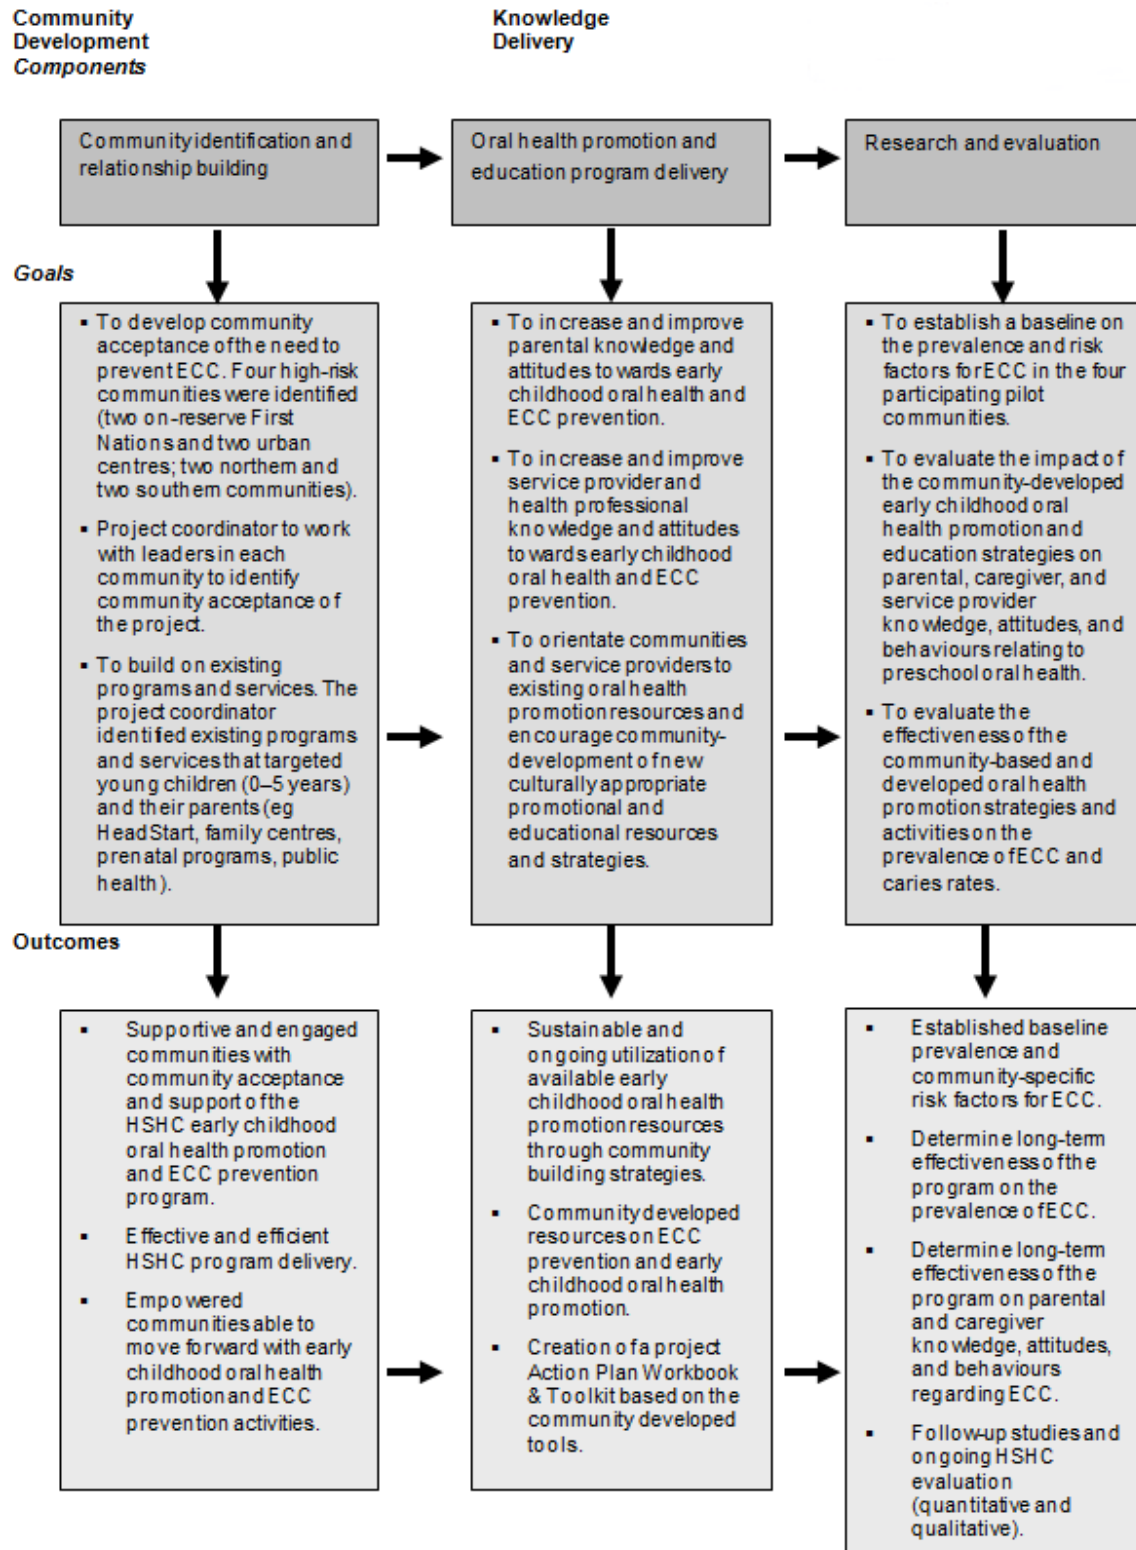 Community
Development
Components
Knowledge
Delivery
Community identification and
relationship building
Oral health promotion and
education program delivery
Research and evaluation
Goals
▪ To develop community
acceptance of the need to
prevent ECC. Four high-risk
communities were identified
(two on-reserve First
Nations and two urban
centres; two northern and
two southern communities).
▪ Project coordinator to work
with leaders in each
community to identify
community acceptance of
the project.
▪ To build on existing
programs and services. The
project coordinator
identified existing programs
and services that targeted
young children (0–5 years)
and their parents (eg
HeadStart, family centres,
prenatal programs, public
health).
▪ To increase and improve
parental knowledge and
attitudes towards early
childhood oral health and
ECC prevention.
▪ To increase and improve
service provider and
health professional
knowledge and attitudes
towards early childhood
oral health and ECC
prevention.
▪ To orientate communities
and service providers to
existing oral health
promotion resources and
encourage community-
development of new
culturally appropriate
promotional and
educational resources
and strategies.
▪ To establish a baseline on
the prevalence and risk
factors for ECC in the four
participating pilot
communities.
▪ To evaluate the impact of
the community-developed
early childhood oral
health promotion and
education strategies on
parental, caregiver, and
service provider
knowledge, attitudes, and
behaviours relating to
preschool oral health.
▪ To evaluate the
effectiveness of the
community-based and
developed oral health
promotion strategies and
activities on the
prevalence of ECC and
caries rates.
Outcomes
▪ Supportive and engaged
communities with
community acceptance
and support of the
HSHC early childhood
oral health promotion
and ECC prevention
program.
▪ Effective and efficient
HSHC program delivery.
▪ Empowered
communities able to
move forward with early
childhood oral health
promotion and ECC
prevention activities.
▪ Sustainable and
ongoing utilization of
available early
childhood oral health
promotion resources
through community
building strategies.
▪ Community developed
resources on ECC
prevention and early
childhood oral health
promotion.
▪ Creation of a project
Action Plan Workbook
& Toolkit based on the
community developed
tools.
▪ Established baseline
prevalence and
community-specific
risk factors for ECC.
▪ Determine long-term
effectiveness of the
program on the
prevalence of ECC.
▪ Determine long-term
effectiveness of the
program on parental
and caregiver
knowledge, attitudes,
and behaviours
regarding ECC.
▪ Follow-up studies and
ongoing HSHC
evaluation
(quantitative and
qualitative).